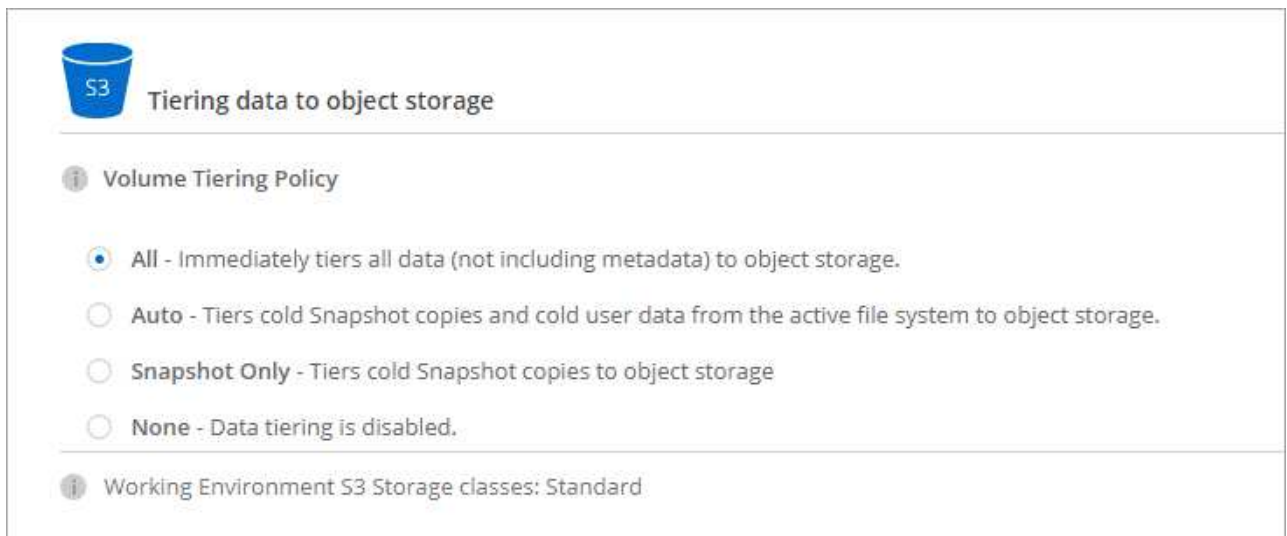 S3
Tiering data to object storage
Volume Tiering Policy
All - Immediately tiers all data (not including metadata) to object storage.
Auto - Tiers cold Snapshot copies and cold user data from the active file system to object storage.
Snapshot Only - Tiers cold Snapshot copies to object storage
None - Data tiering is disabled.
Working Environment S3 Storage classes: Standard